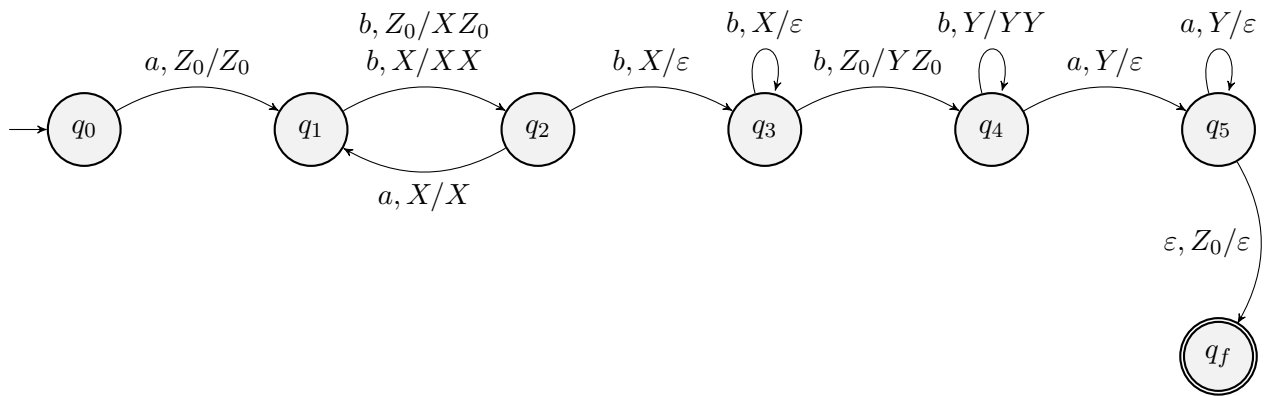 b, Z₀/XZ₀
b, X/XX
b, X/ε
b, Y/YY
a, Y/ε
a, Z₀/Z₀
b, X/ε
b, Z₀/YZ₀
a, Y/ε
q₀
q₁
q₂
q₃
q₄
q₅
a, X/X
ε, Z₀/ε
q_f